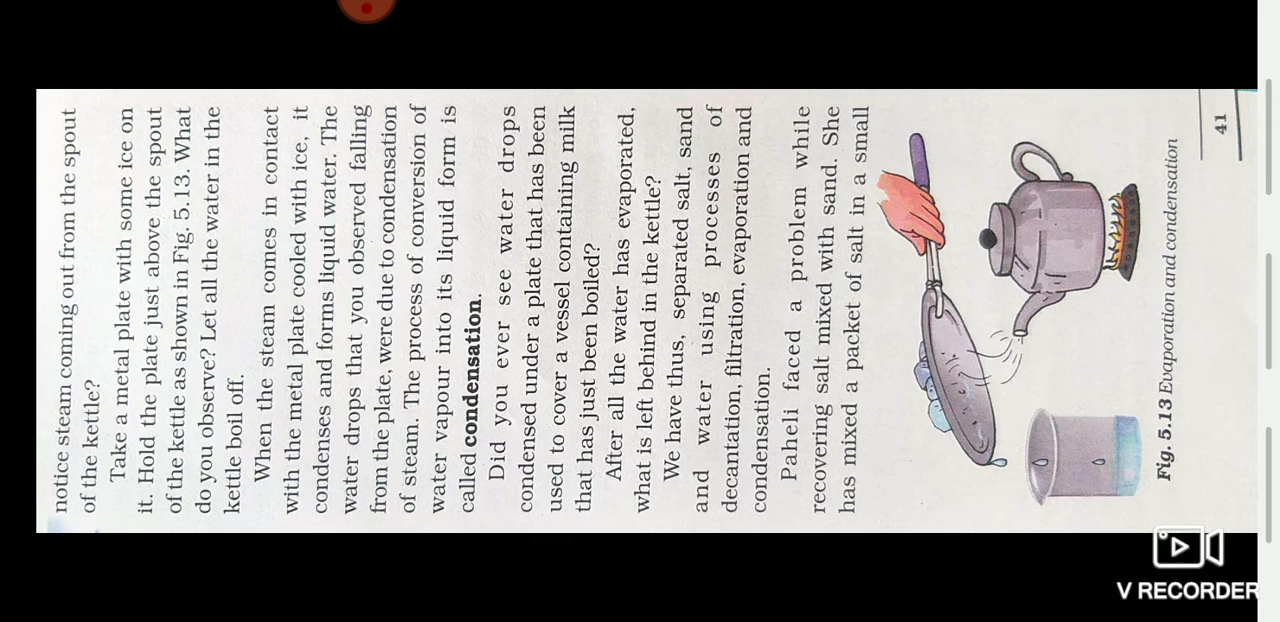 notice steam coming out from the spout
of the kettle?
Take a metal plate with some ice on
it. Hold the plate just above the spout
of the kettle as shown in Fig. 5.13. What
do you observe? Let all the water in the
kettle boil off.
When the steam comes in contact
with the metal plate cooled with ice, it
condenses and forms liquid water. The
water drops that you observed falling
from the plate, were due to condensation
of steam. The process of conversion of
water vapour into its liquid form is
called condensation.
Did you ever see water drops
condensed under a plate that has been
used to cover a vessel containing milk
that has just been boiled?
After all the water has evaporated,
what is left behind in the kettle?
We have thus, separated salt, sand
and water using processes of
decantation, filtration, evaporation and
condensation.
Paheli faced a problem while
recovering salt mixed with sand. She
has mixed a packet of salt in a small
Fig. 5.13 Evaporation and condensation
41
V RECORDER